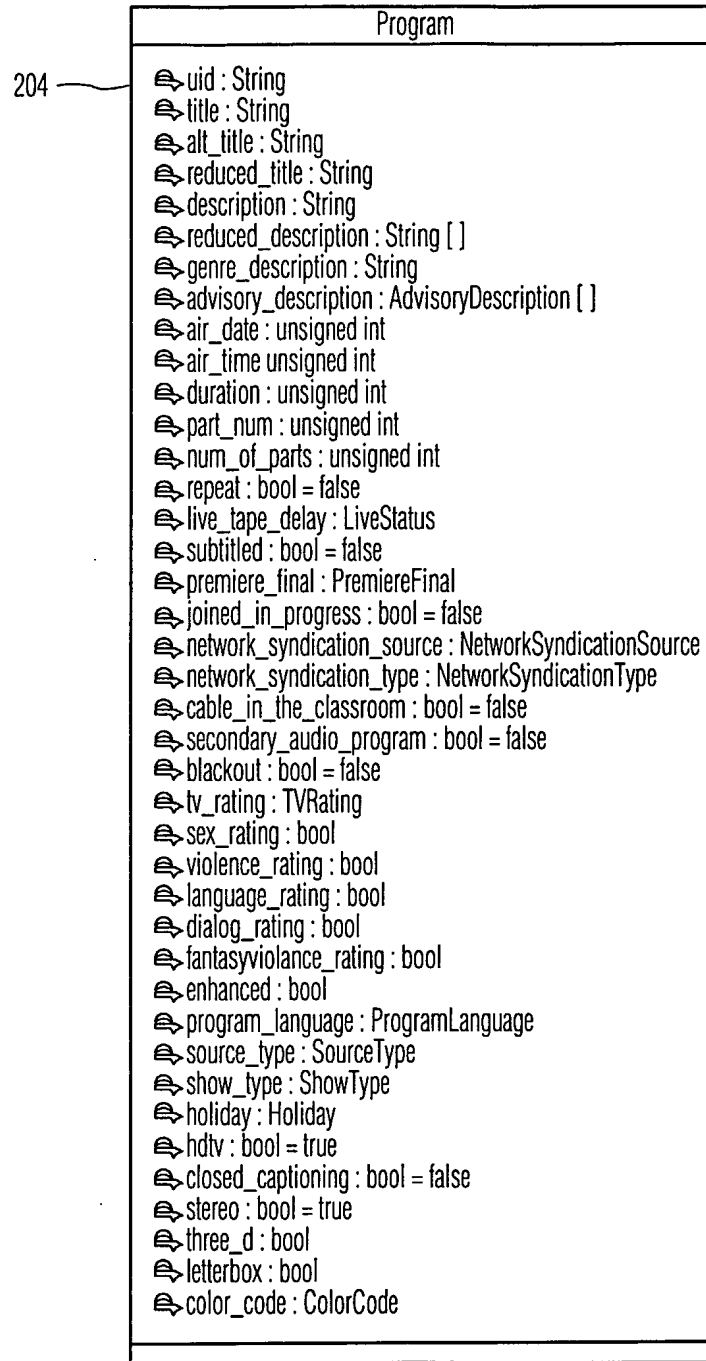 Program
204
uid : String
title : String
alt_title : String
reduced_title : String
description : String
reduced_description : String [ ]
genre_description : String
advisory_description : AdvisoryDescription [ ]
air_date : unsigned int
air_time unsigned int
duration : unsigned int
part_num : unsigned int
num_of_parts : unsigned int
repeat : bool = false
live_tape_delay : LiveStatus
subtitled : bool = false
premiere_final : PremiereFinal
joined_in_progress : bool = false
network_syndication_source : NetworkSyndicationSource
network_syndication_type : NetworkSyndicationType
cable_in_the_classroom : bool = false
secondary_audio_program : bool = false
blackout : bool = false
tv_rating : TVRating
sex_rating : bool
violence_rating : bool
language_rating : bool
dialog_rating : bool
fantasyviolance_rating : bool
enhanced : bool
program_language : ProgramLanguage
source_type : SourceType
show_type : ShowType
holiday : Holiday
hdtv : bool = true
closed_captioning : bool = false
stereo : bool = true
three_d : bool
letterbox : bool
color_code : ColorCode